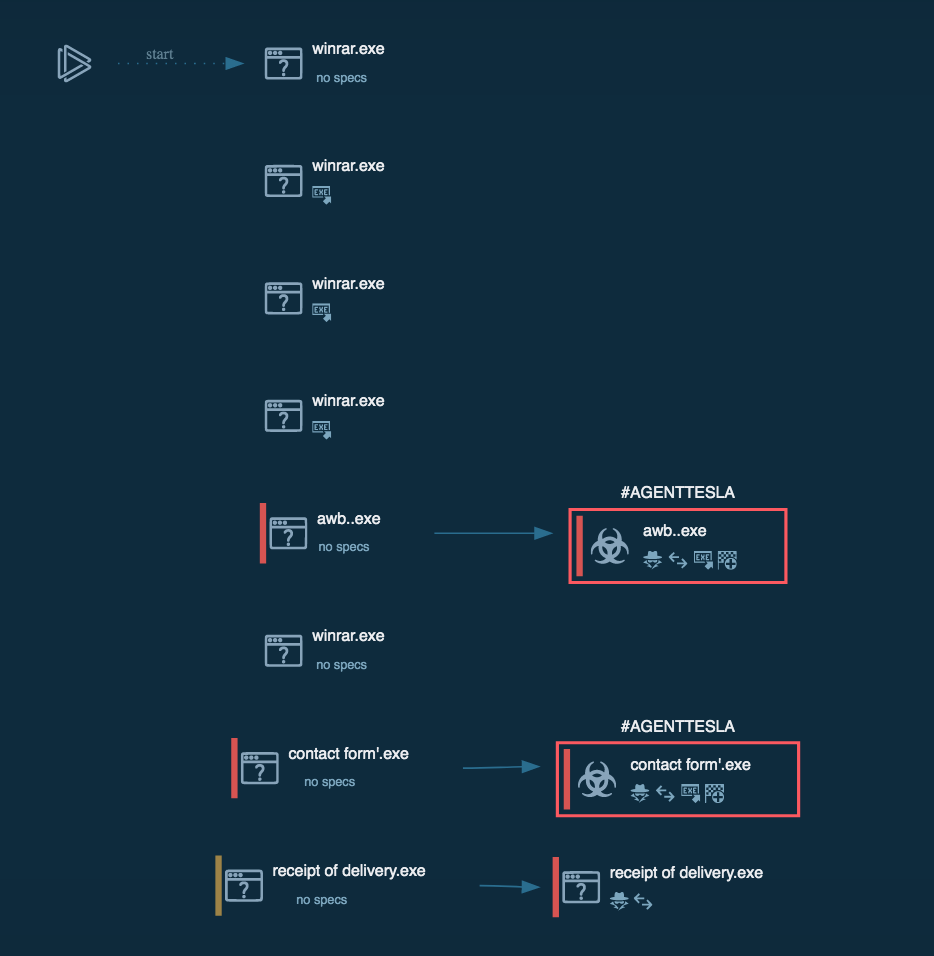 start
winrar.exe
no specs
winrar.exe
EXE
winrar.exe
EXE
winrar.exe
EXE
awb..exe
no specs
#AGENTTESLA
awb..exe
EXE
winrar.exe
no specs
contact form'.exe
no specs
#AGENTTESLA
contact form'.exe
EXE
receipt of delivery.exe
no specs
receipt of delivery.exe